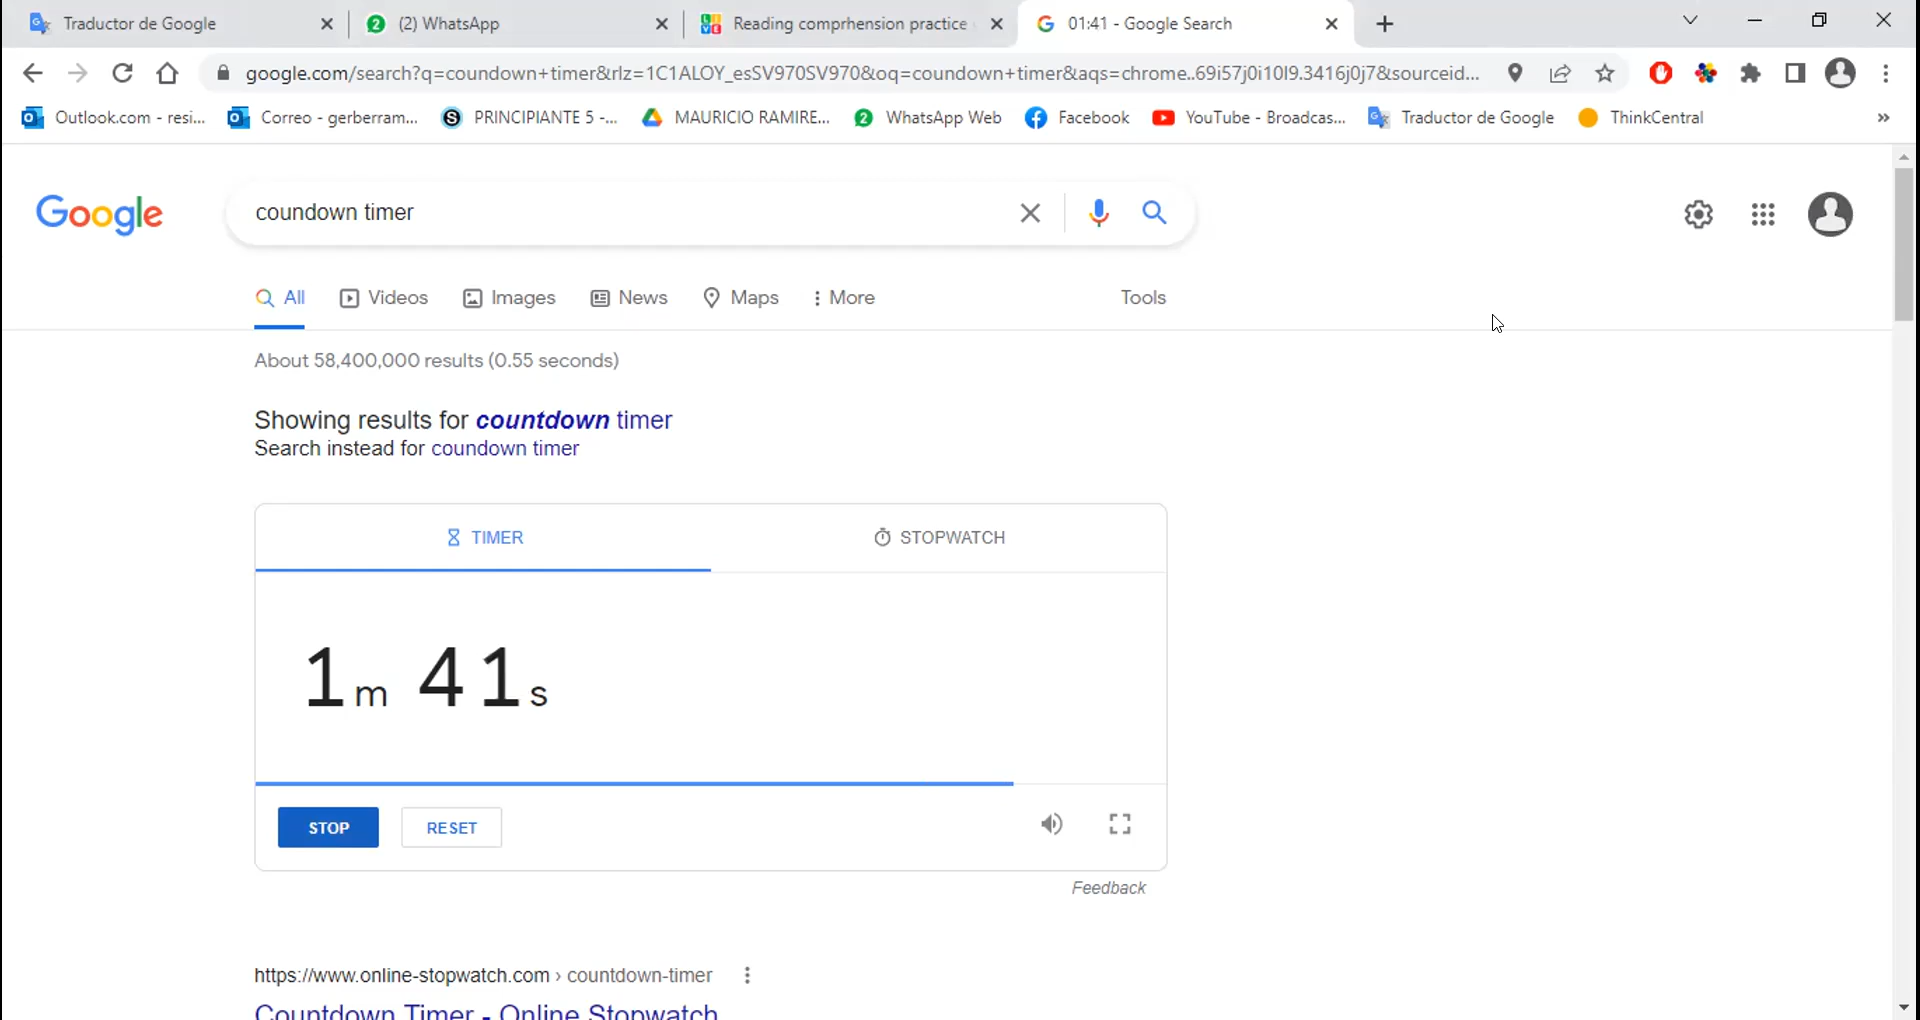 Traductor de Google
(2) WhatsApp
Reading comprhension practice
01:41 - Google Search
google.com/search?q=coundown+timer&rlz=1C1ALOY_esSV970SV970&oq=coundown+timer&aqs=chrome..69i57j0i10l9.3416j0j7&sourceid...
Outlook.com - resi...
Correo - gerberram...
PRINCIPIANTE 5 -...
MAURICIO RAMIRE...
WhatsApp Web
Facebook
YouTube - Broadcas...
Traductor de Google
ThinkCentral
»
Google
coundown timer
All
Videos
Images
News
Maps
More
Tools
About 58,400,000 results (0.55 seconds)
Showing results for countdown timer
Search instead for coundown timer
TIMER
STOPWATCH
1m 41s
STOP
RESET
Feedback
https://www.online-stopwatch.com › countdown-timer
Countdown Timer - Online Stopwatch